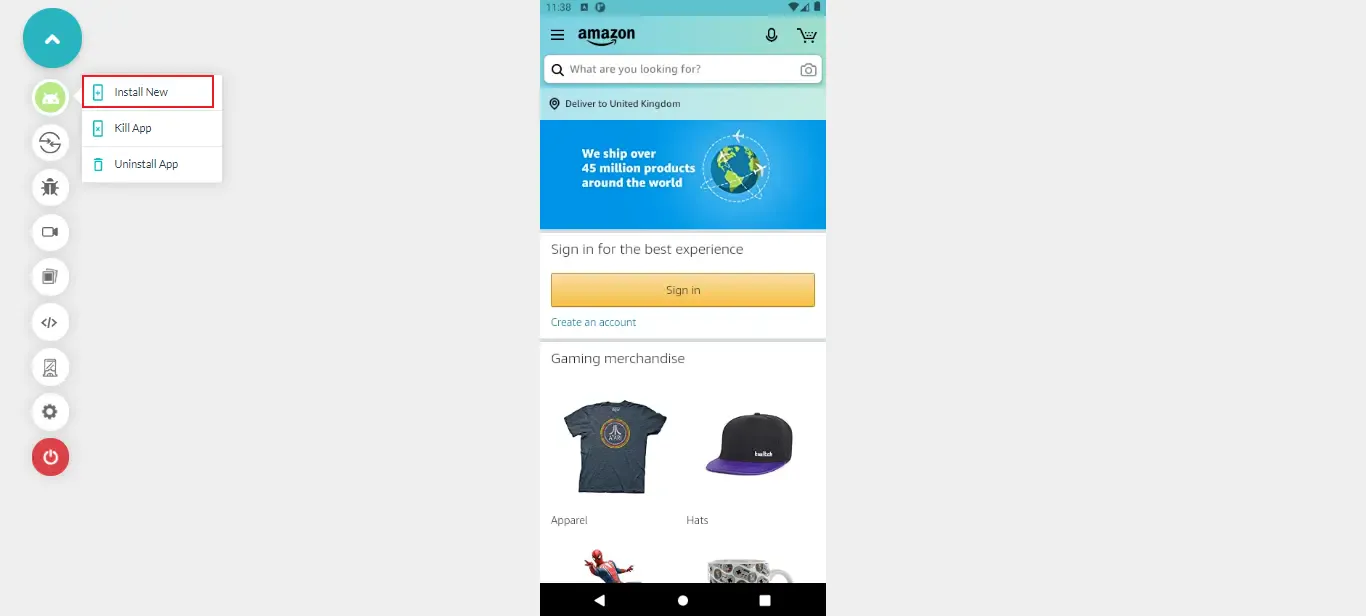 Install New
Kill App
Uninstall App
11:38
amazon
What are you looking for?
Deliver to United Kingdom
We ship over
45 million products
around the world
Sign in for the best experience
Sign in
Create an account
Gaming merchandise
ATARI
twitch
Apparel
Hats